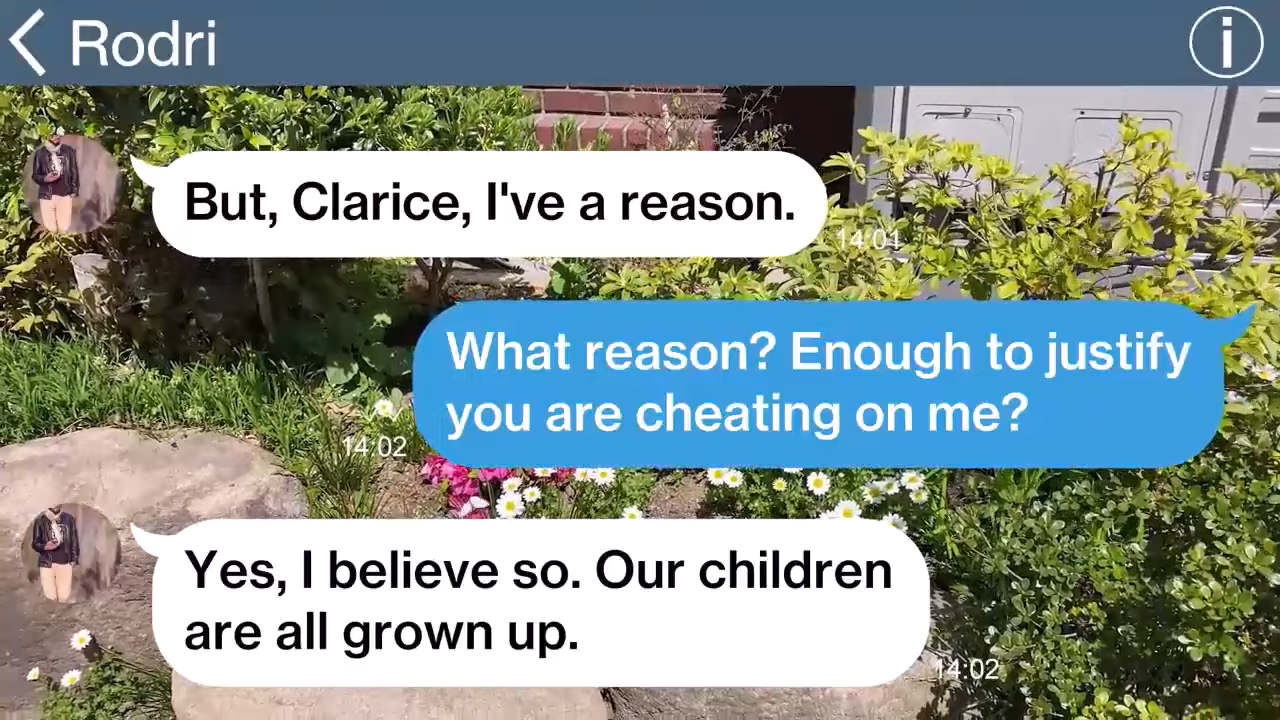 Rodri
But, Clarice, I've a reason.
14:01
What reason? Enough to justify
you are cheating on me?
14:02
Yes, I believe so. Our children
are all grown up.
14:02